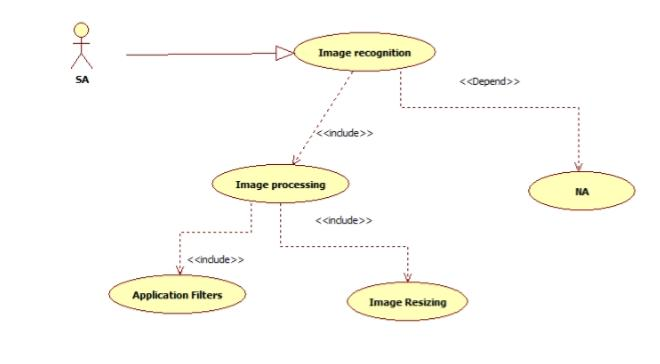 Image recognition
SA
<<Depend>>
<<include>>
Image processing
NA
<<include>>
<<include>>
Application Filters
Image Resizing